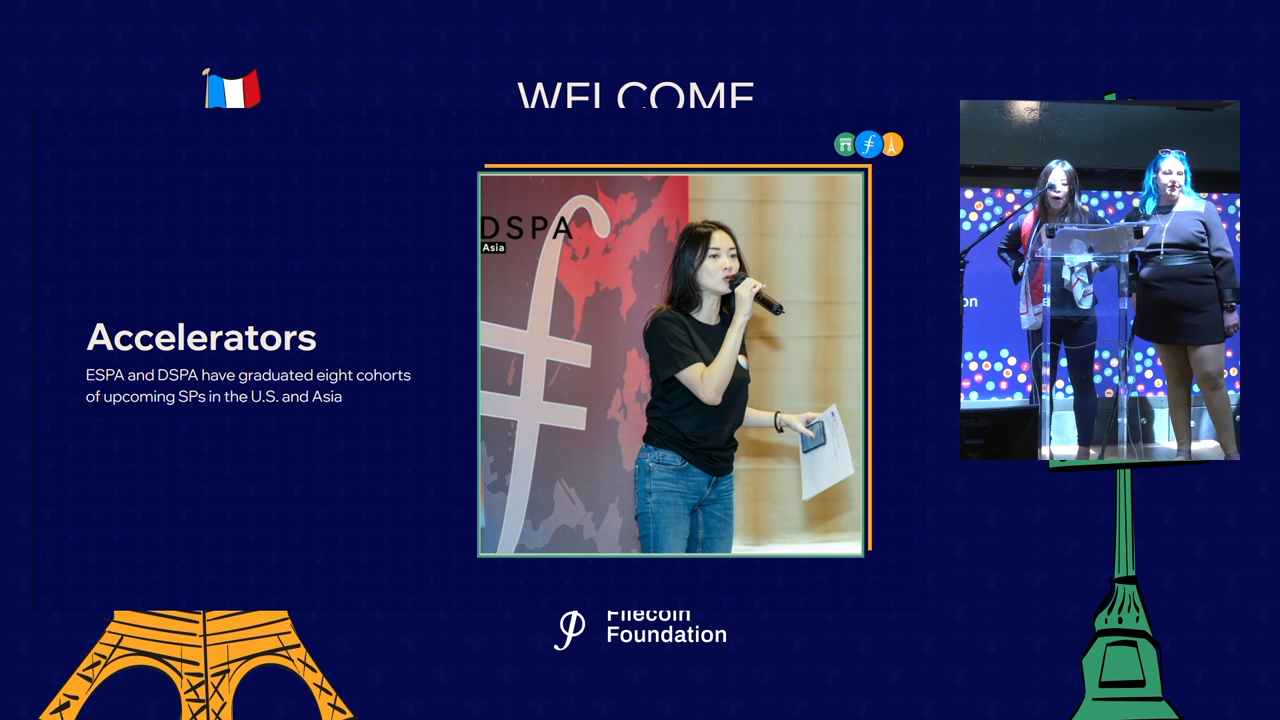 WELCOME
DSPA
Asia
Accelerators
ESPA and DSPA have graduated eight cohorts
of upcoming SPs in the U.S. and Asia
on
Filecoin
Foundation